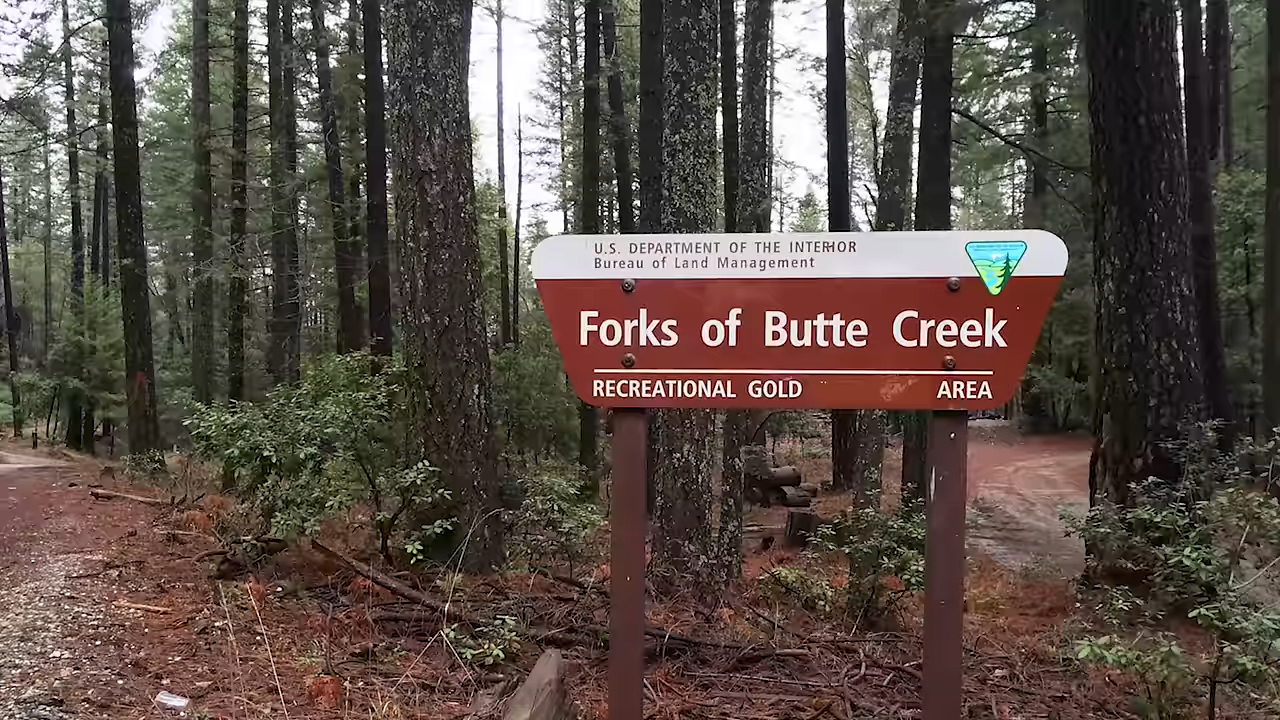 U.S. DEPARTMENT OF THE INTERIOR
Bureau of Land Management
Forks of Butte Creek
RECREATIONAL GOLD AREA